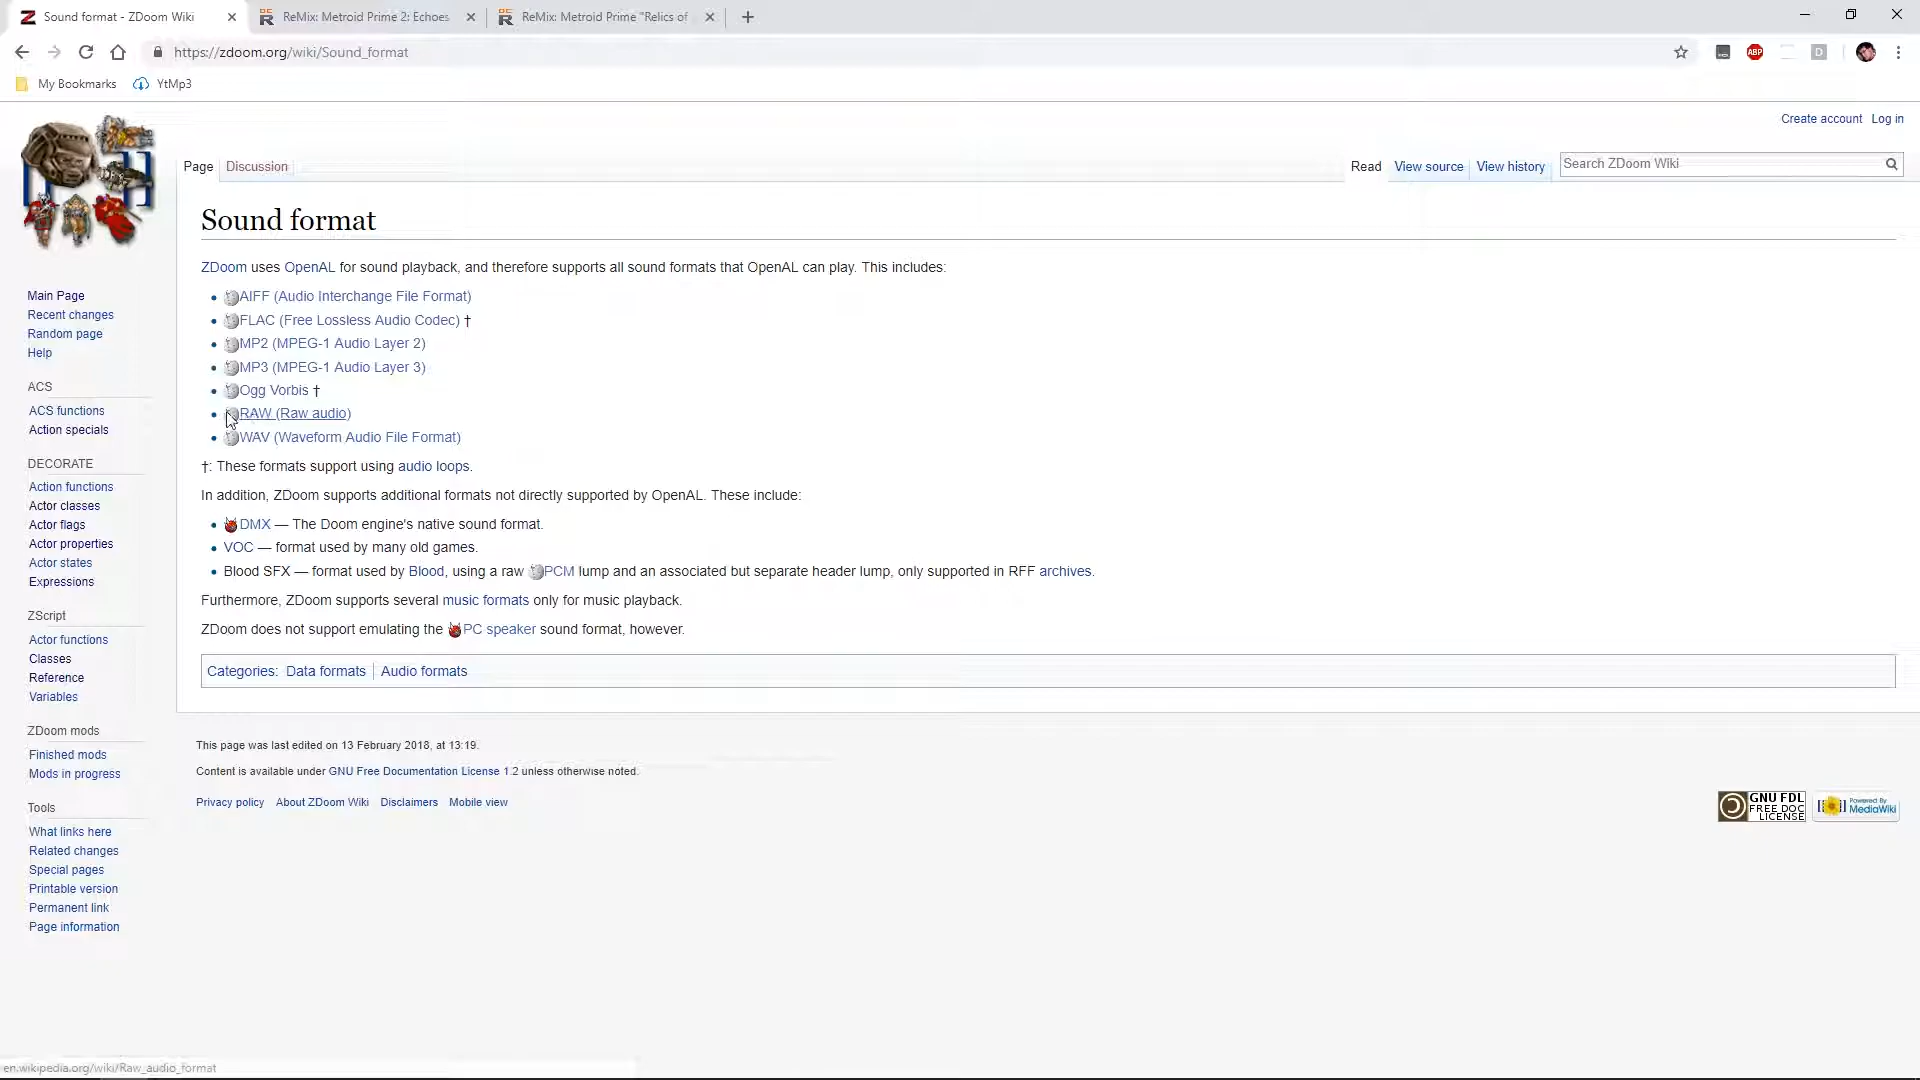 Sound format - ZDoom Wiki
ReMix: Metroid Prime 2: Echoes
ReMix: Metroid Prime "Relics of
https://zdoom.org/wiki/Sound_format
ABP
D
My Bookmarks
YtMp3
Create account Log in
Page Discussion
Read View source View history
Search ZDoom Wiki
Sound format
ZDoom uses OpenAL for sound playback, and therefore supports all sound formats that OpenAL can play. This includes:
AIFF (Audio Interchange File Format)
FLAC (Free Lossless Audio Codec) †
MP2 (MPEG-1 Audio Layer 2)
MP3 (MPEG-1 Audio Layer 3)
Ogg Vorbis †
RAW (Raw audio)
WAV (Waveform Audio File Format)
†: These formats support using audio loops.
In addition, ZDoom supports additional formats not directly supported by OpenAL. These include:
DMX — The Doom engine's native sound format.
VOC — format used by many old games.
Blood SFX — format used by Blood, using a raw PCM lump and an associated but separate header lump, only supported in RFF archives.
Furthermore, ZDoom supports several music formats only for music playback.
ZDoom does not support emulating the PC speaker sound format, however.
Categories: Data formats Audio formats
Main Page
Recent changes
Random page
Help
ACS
ACS functions
Action specials
DECORATE
Action functions
Actor classes
Actor flags
Actor properties
Actor states
Expressions
ZScript
Actor functions
Classes
Reference
Variables
ZDoom mods
Finished mods
Mods in progress
Tools
What links here
Related changes
Special pages
Printable version
Permanent link
Page information
This page was last edited on 13 February 2018, at 13:19.
Content is available under GNU Free Documentation License 1.2 unless otherwise noted.
Privacy policy About ZDoom Wiki Disclaimers Mobile view
GNU FDL
FREE DOC
LICENSE
Powered By
MediaWiki
en.wikipedia.org/wiki/Raw_audio_format